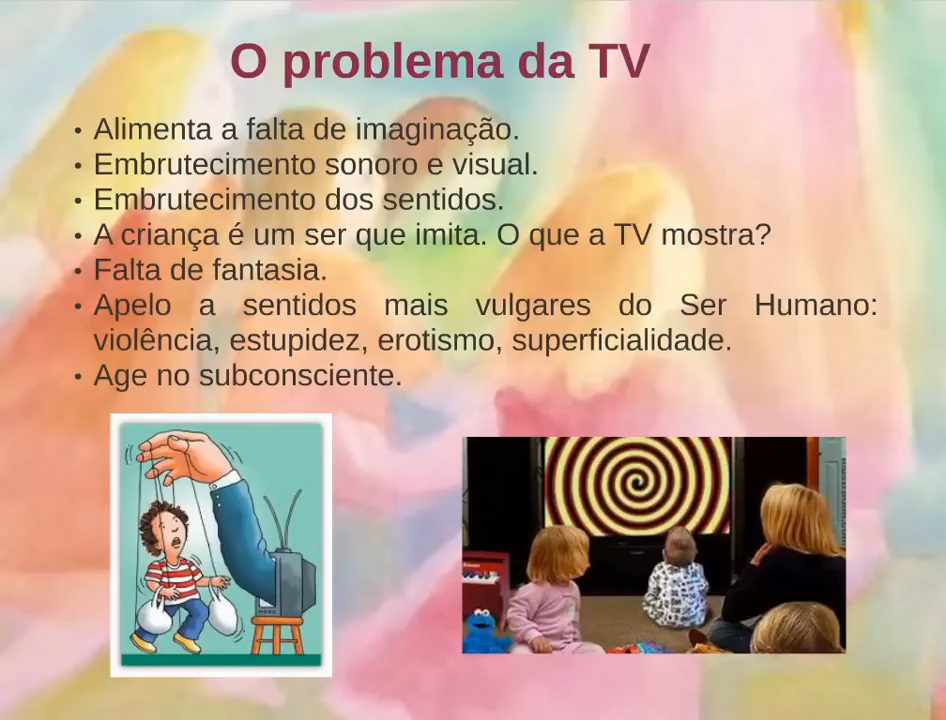 O problema da TV
• Alimenta a falta de imaginação.
• Embrutecimento sonoro e visual.
• Embrutecimento dos sentidos.
• A criança é um ser que imita. O que a TV mostra?
• Falta de fantasia.
• Apelo a sentidos mais vulgares do Ser Humano:
violência, estupidez, erotismo, superficialidade.
• Age no subconsciente.